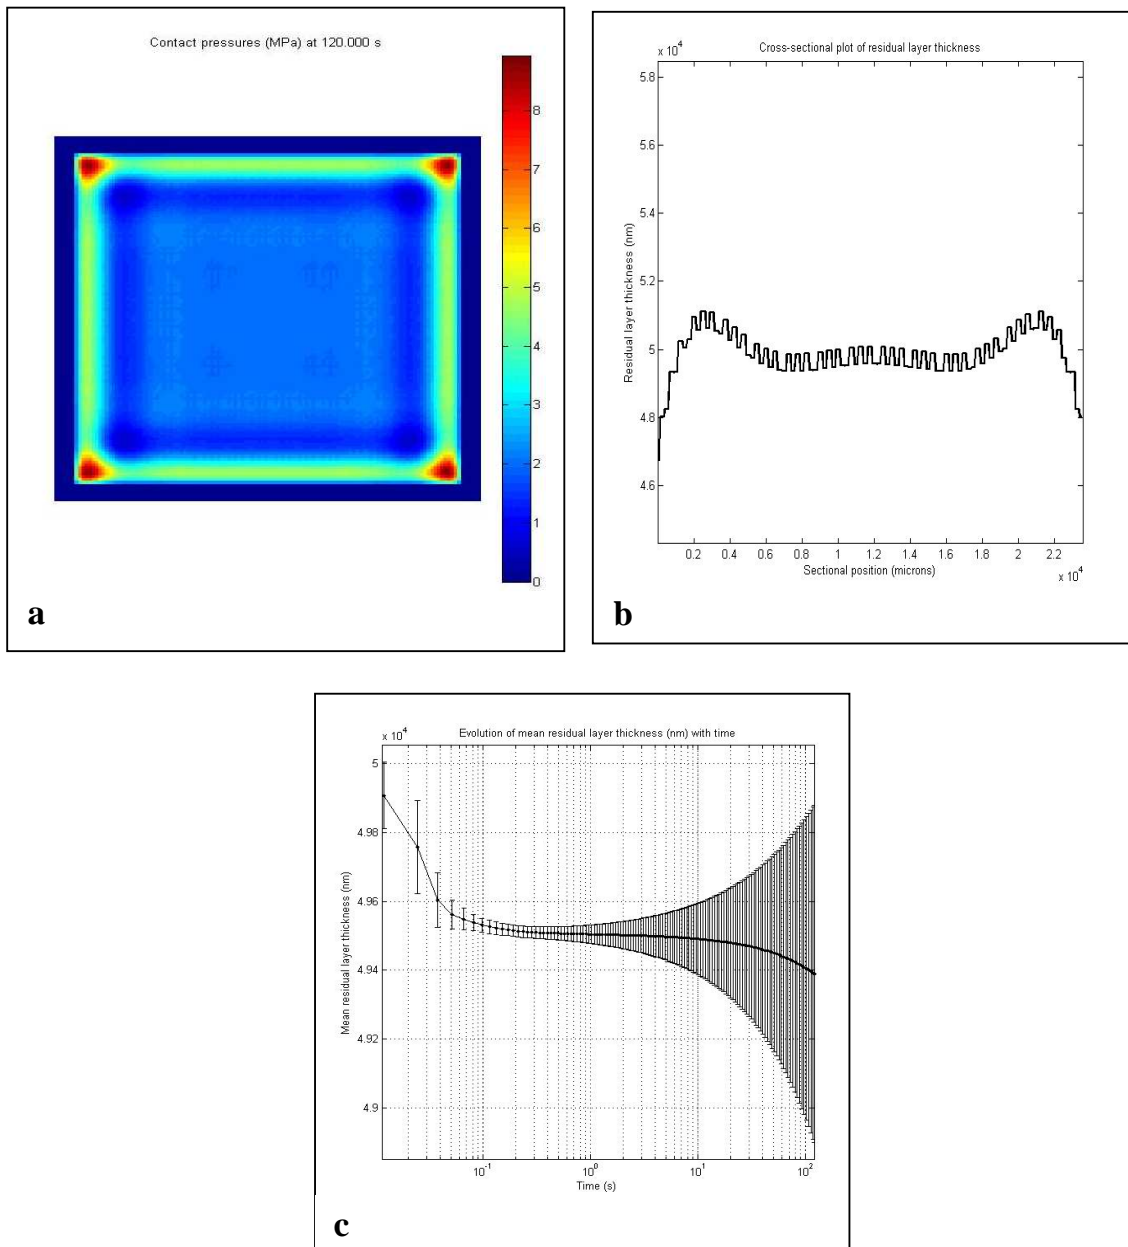 Contact pressures (MPa) at 120.000 s
8
7
6
5
4
3
2
1
0
a
Cross-sectional plot of residual layer thickness
x 10^4
5.8
5.6
5.4
5.2
5
4.8
4.6
Residual layer thickness (nm)
0.2 0.4 0.6 0.8 1 1.2 1.4 1.6 1.8 2 2.2
Sectional position (microns)
x 10^4
b
Evolution of mean residual layer thickness (nm) with time
x 10^4
5
4.98
4.96
4.94
4.92
4.9
Mean residual layer thickness (nm)
10^-1 10^0 10^1 10^2
Time (s)
c